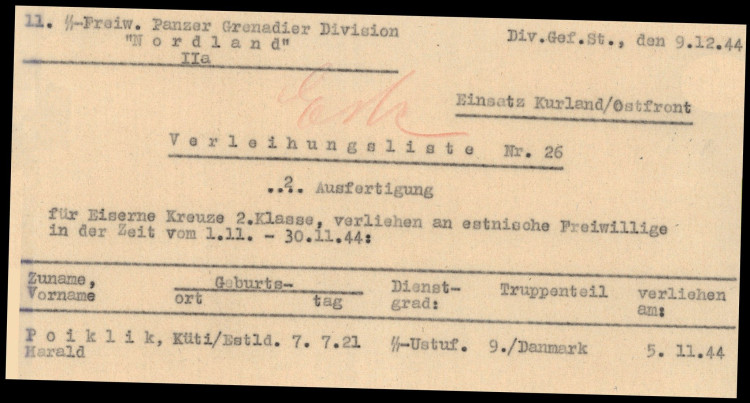 11. ᛋᛋ-Freiw. Panzer Grenadier Division
"N o r d l a n d"
IIa
Div.Gef.St., den 9.12.44
Einsatz Kurland/Ostfront
V e r l e i h u n g s l i s t e Nr. 26
..2. Ausfertigung
für Eiserne Kreuze 2.Klasse, verliehen an estnische Freiwillige
in der Zeit vom 1.11. - 30.11.44:
Zuname, Vorname Geburts- ort tag Dienst- grad: Truppenteil verliehen am:
P o i k l i k, Küti/Estld. 7. 7.21 ᛋᛋ-Ustuf. 9./Danmark 5. 11.44
Harald